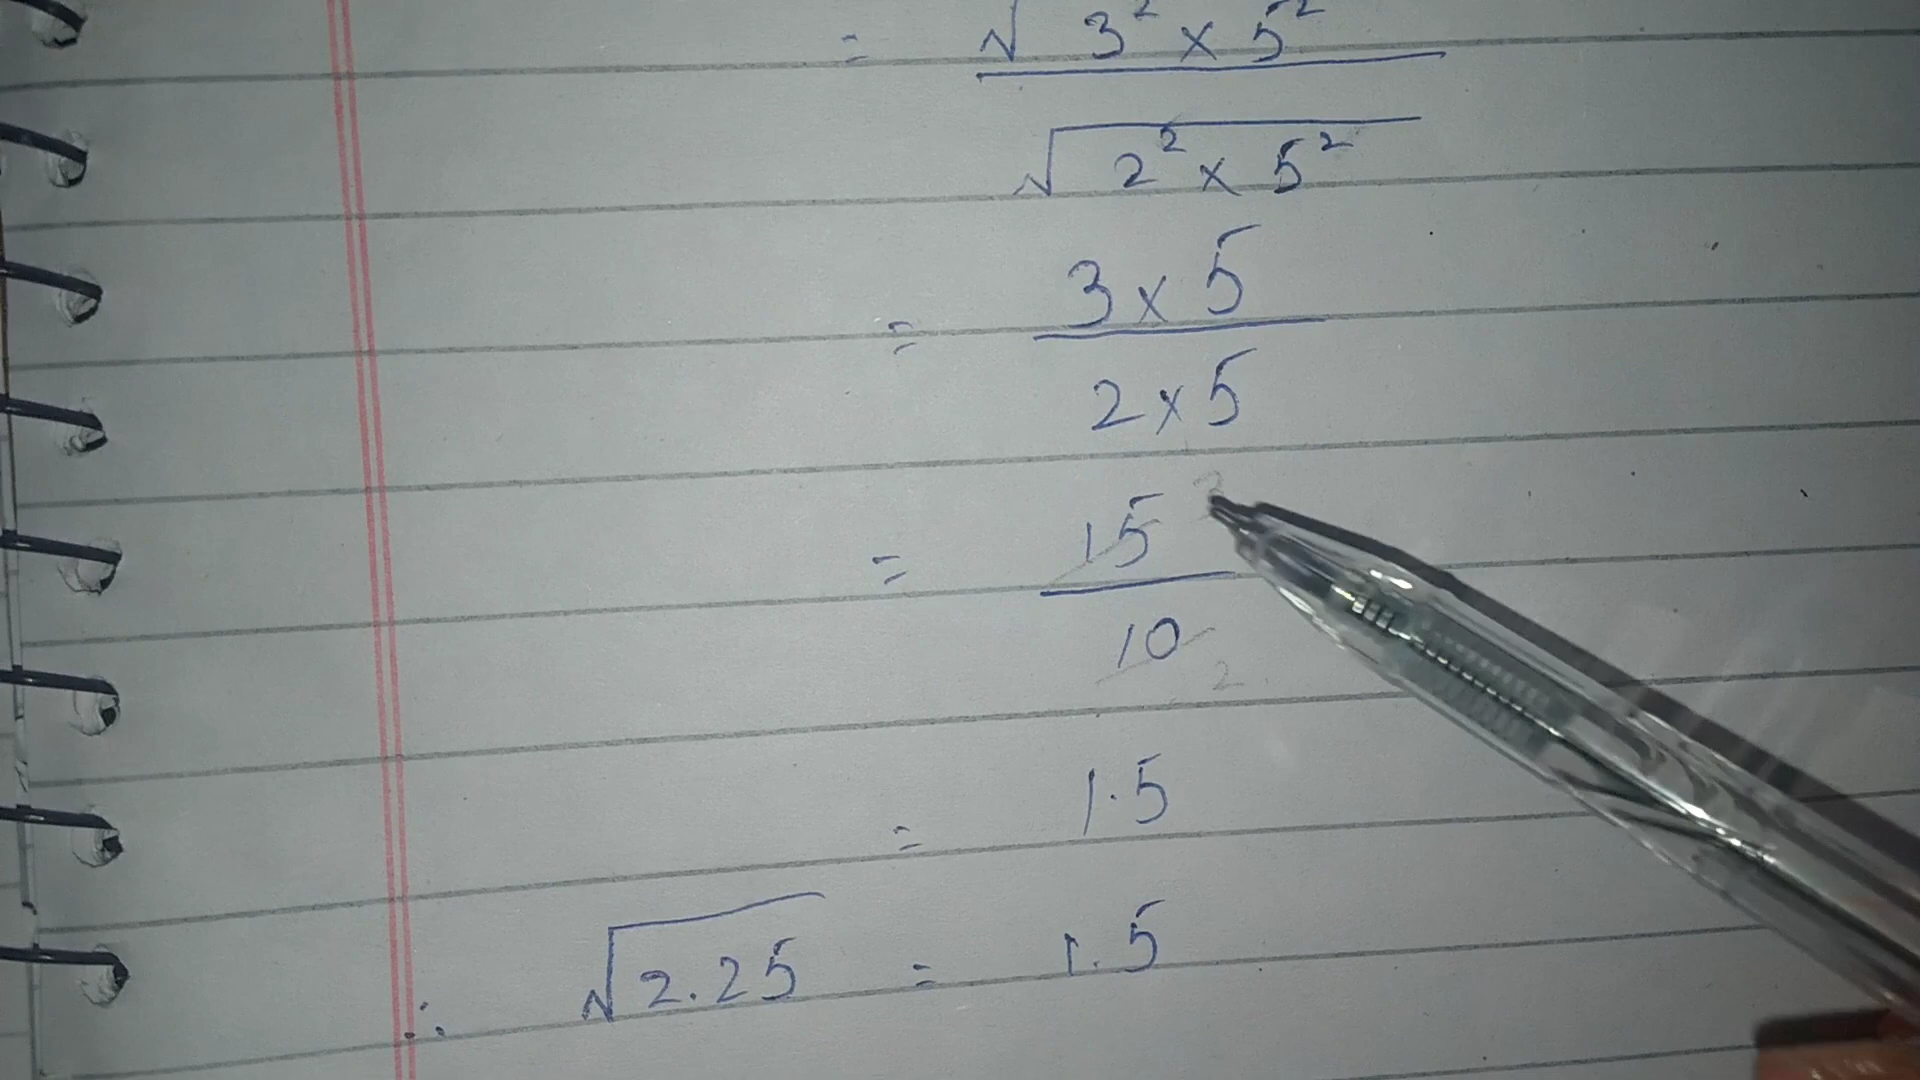 = √3² × 5²
√2² × 5²
= 3 × 5
2 × 5
= 15 3
10 2
= 1.5
∴ √2.25 = 1.5